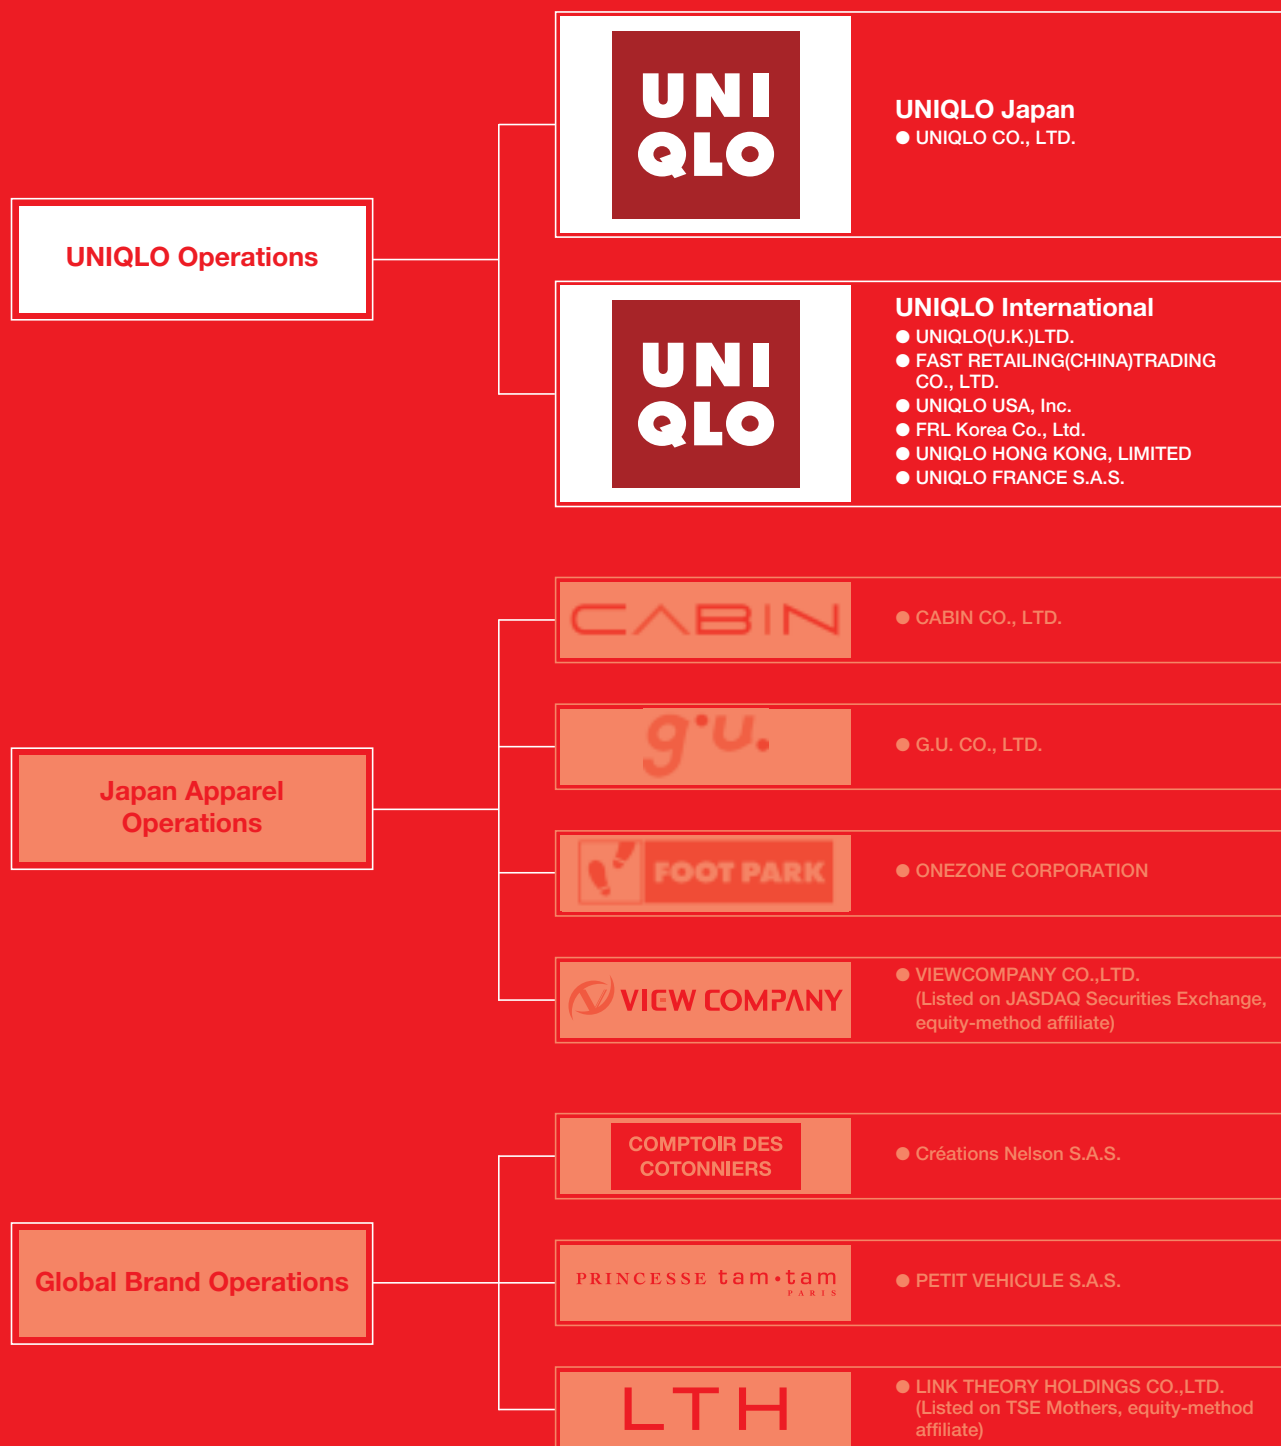 UNIQLO Operations
UNI
QLO
UNIQLO Japan
● UNIQLO CO., LTD.
UNI
QLO
UNIQLO International
● UNIQLO(U.K.)LTD.
● FAST RETAILING(CHINA)TRADING
CO., LTD.
● UNIQLO USA, Inc.
● FRL Korea Co., Ltd.
● UNIQLO HONG KONG, LIMITED
● UNIQLO FRANCE S.A.S.
Japan Apparel
Operations
CABIN
● CABIN CO., LTD.
g.u.
● G.U. CO., LTD.
FOOT PARK
● ONEZONE CORPORATION
VIEW COMPANY
● VIEWCOMPANY CO.,LTD.
(Listed on JASDAQ Securities Exchange,
equity-method affiliate)
Global Brand Operations
COMPTOIR DES
COTONNIERS
● Créations Nelson S.A.S.
PRINCESSE tam•tam
PARIS
● PETIT VEHICULE S.A.S.
LTH
● LINK THEORY HOLDINGS CO.,LTD.
(Listed on TSE Mothers, equity-method
affiliate)